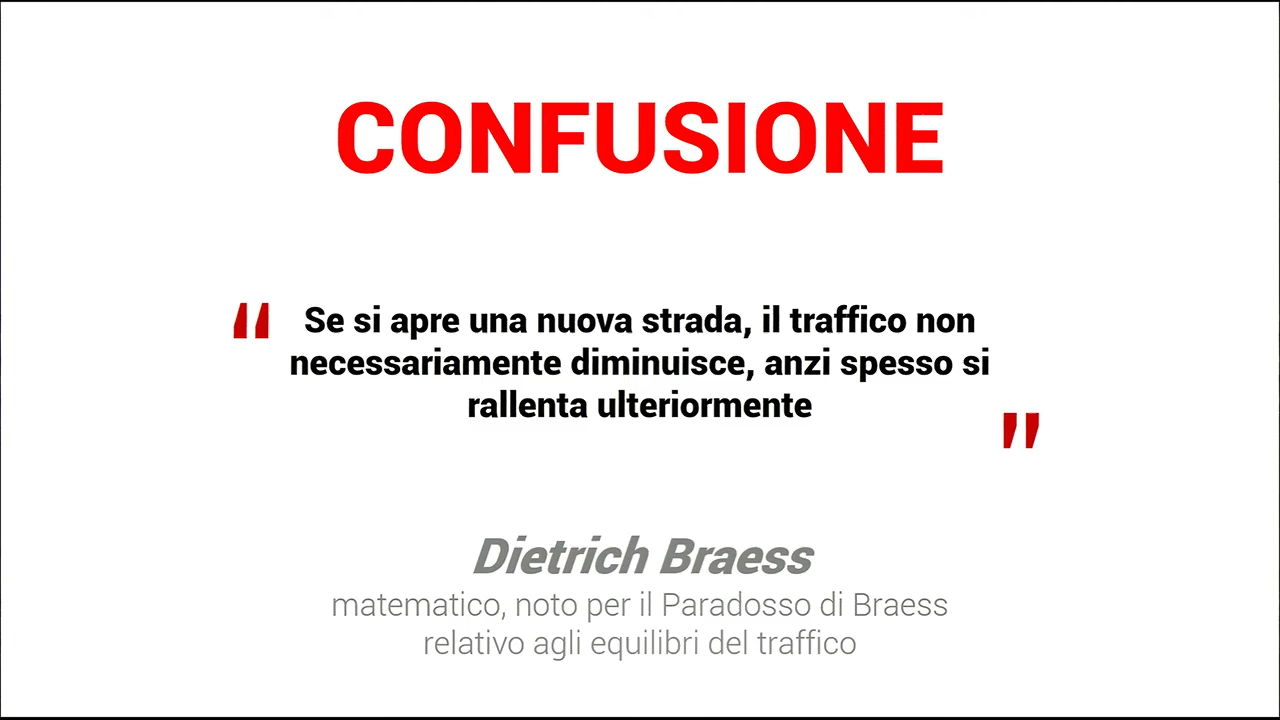 CONFUSIONE
“ Se si apre una nuova strada, il traffico non
necessariamente diminuisce, anzi spesso si
rallenta ulteriormente ”
Dietrich Braess
matematico, noto per il Paradosso di Braess
relativo agli equilibri del traffico